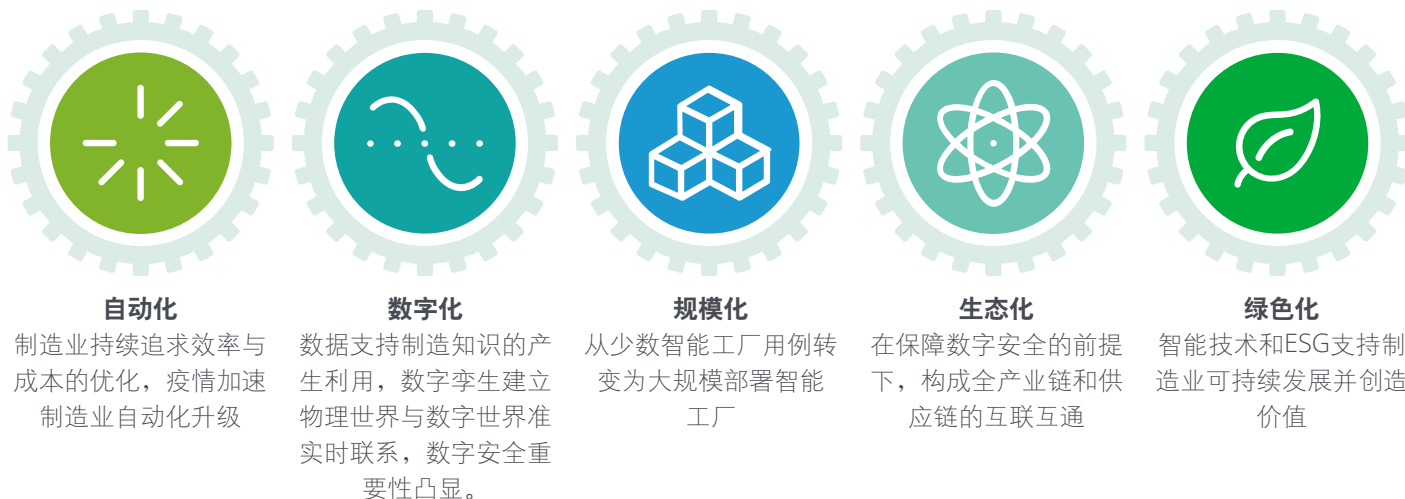 自动化
制造业持续追求效率与
成本的优化，疫情加速
制造业自动化升级
数字化
数据支持制造知识的产
生利用，数字孪生建立
物理世界与数字世界准
实时联系，数字安全重
要性凸显。
规模化
从少数智能工厂用例转
变为大规模部署智能
工厂
生态化
在保障数字安全的前提
下，构成全产业链和供
应链的互联互通
绿色化
智能技术和ESG支持制
造业可持续发展并创造
价值